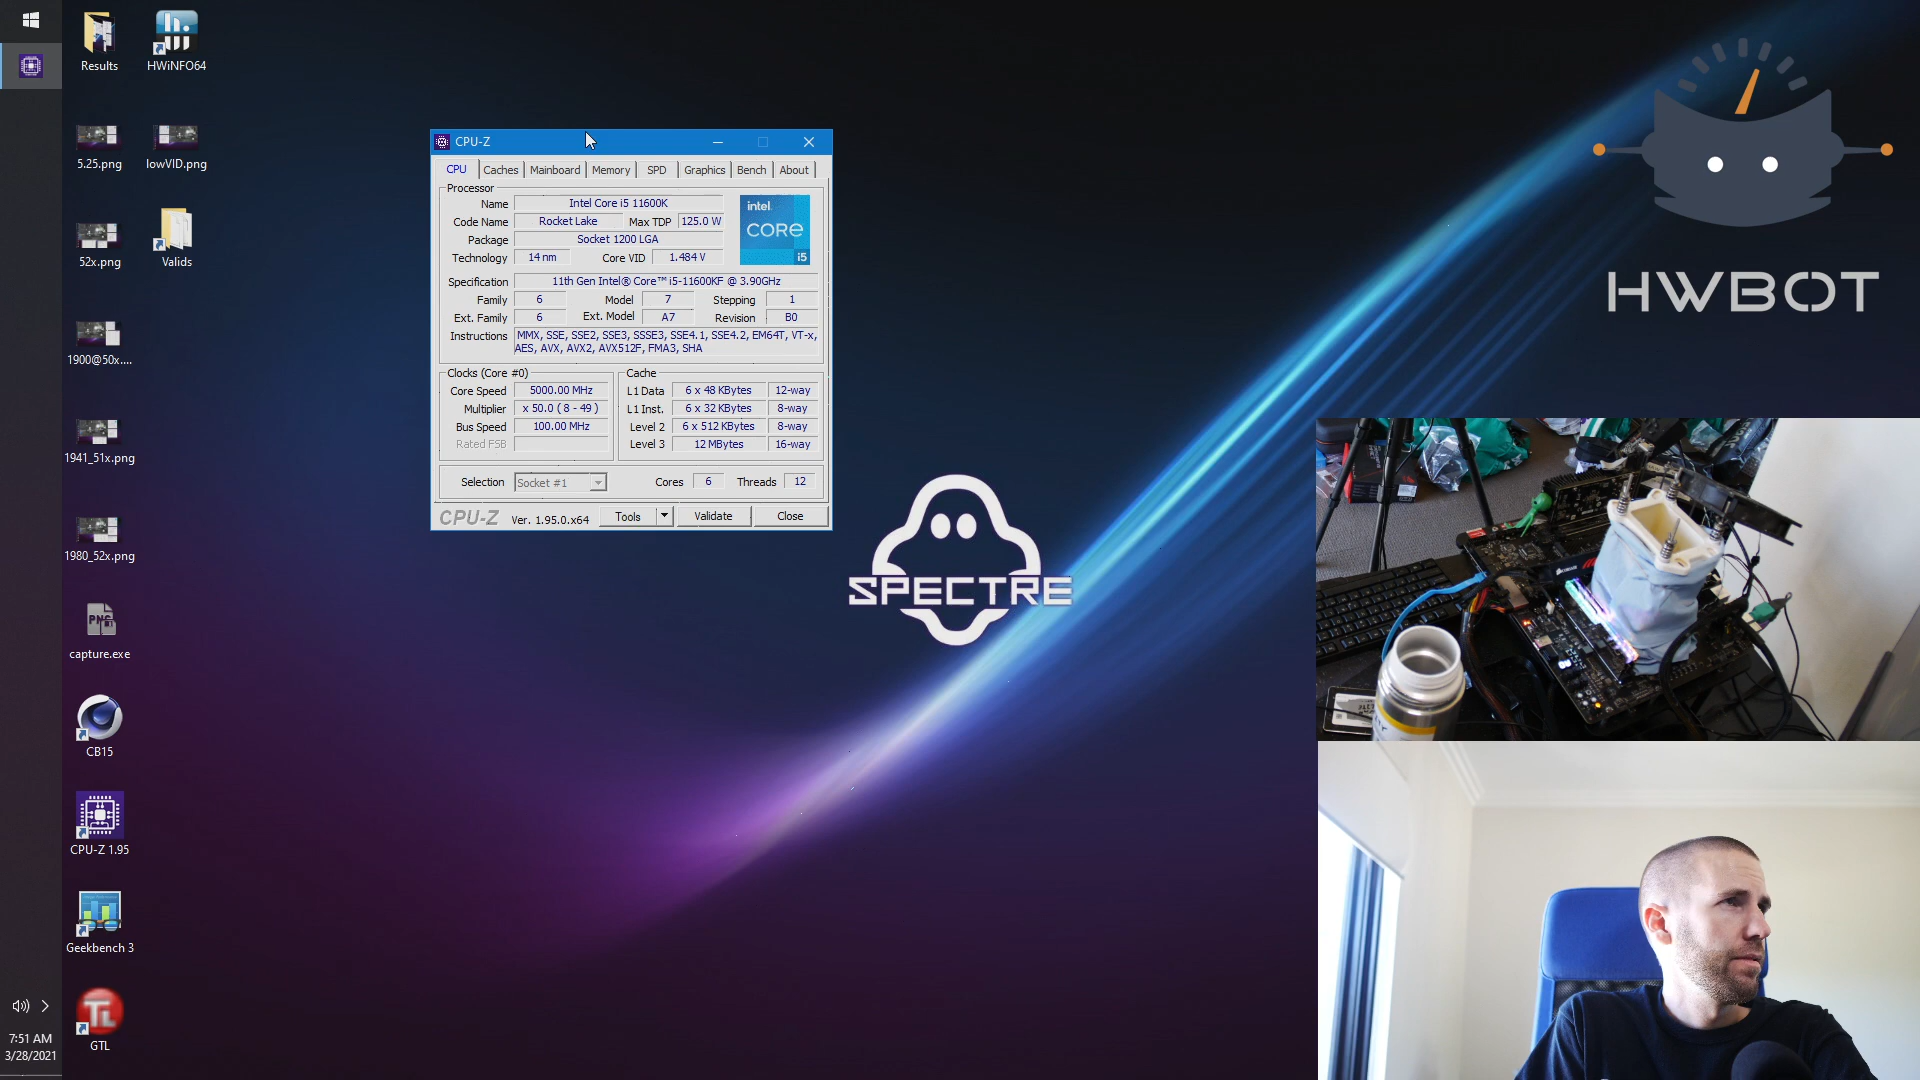 Results
HWiNFO64
5.25.png
lowVID.png
52x.png
Valids
1900@50x....
1941_51x.png
1980_52x.png
PNG
capture.exe
CB15
CPU-Z 1.95
Geekbench 3
TL
GTL
7:51 AM
3/28/2021
CPU-Z
CPU Caches Mainboard Memory SPD Graphics Bench About
Processor
Name Intel Core i5 11600K
Code Name Rocket Lake Max TDP 125.0 W
Package Socket 1200 LGA
Technology 14 nm Core VID 1.484 V
intel.
CORE
i5
Specification 11th Gen Intel® Core™ i5-11600KF @ 3.90GHz
Family 6 Model 7 Stepping 1
Ext. Family 6 Ext. Model A7 Revision B0
Instructions MMX, SSE, SSE2, SSE3, SSSE3, SSE4.1, SSE4.2, EM64T, VT-x,
AES, AVX, AVX2, AVX512F, FMA3, SHA
Clocks (Core #0)
Core Speed 5000.00 MHz
Multiplier x 50.0 ( 8 - 49 )
Bus Speed 100.00 MHz
Rated FSB
Cache
L1 Data 6 x 48 KBytes 12-way
L1 Inst. 6 x 32 KBytes 8-way
Level 2 6 x 512 KBytes 8-way
Level 3 12 MBytes 16-way
Selection Socket #1 Cores 6 Threads 12
CPU-Z Ver. 1.95.0.x64 Tools Validate Close
SPECTRE
HWBOT